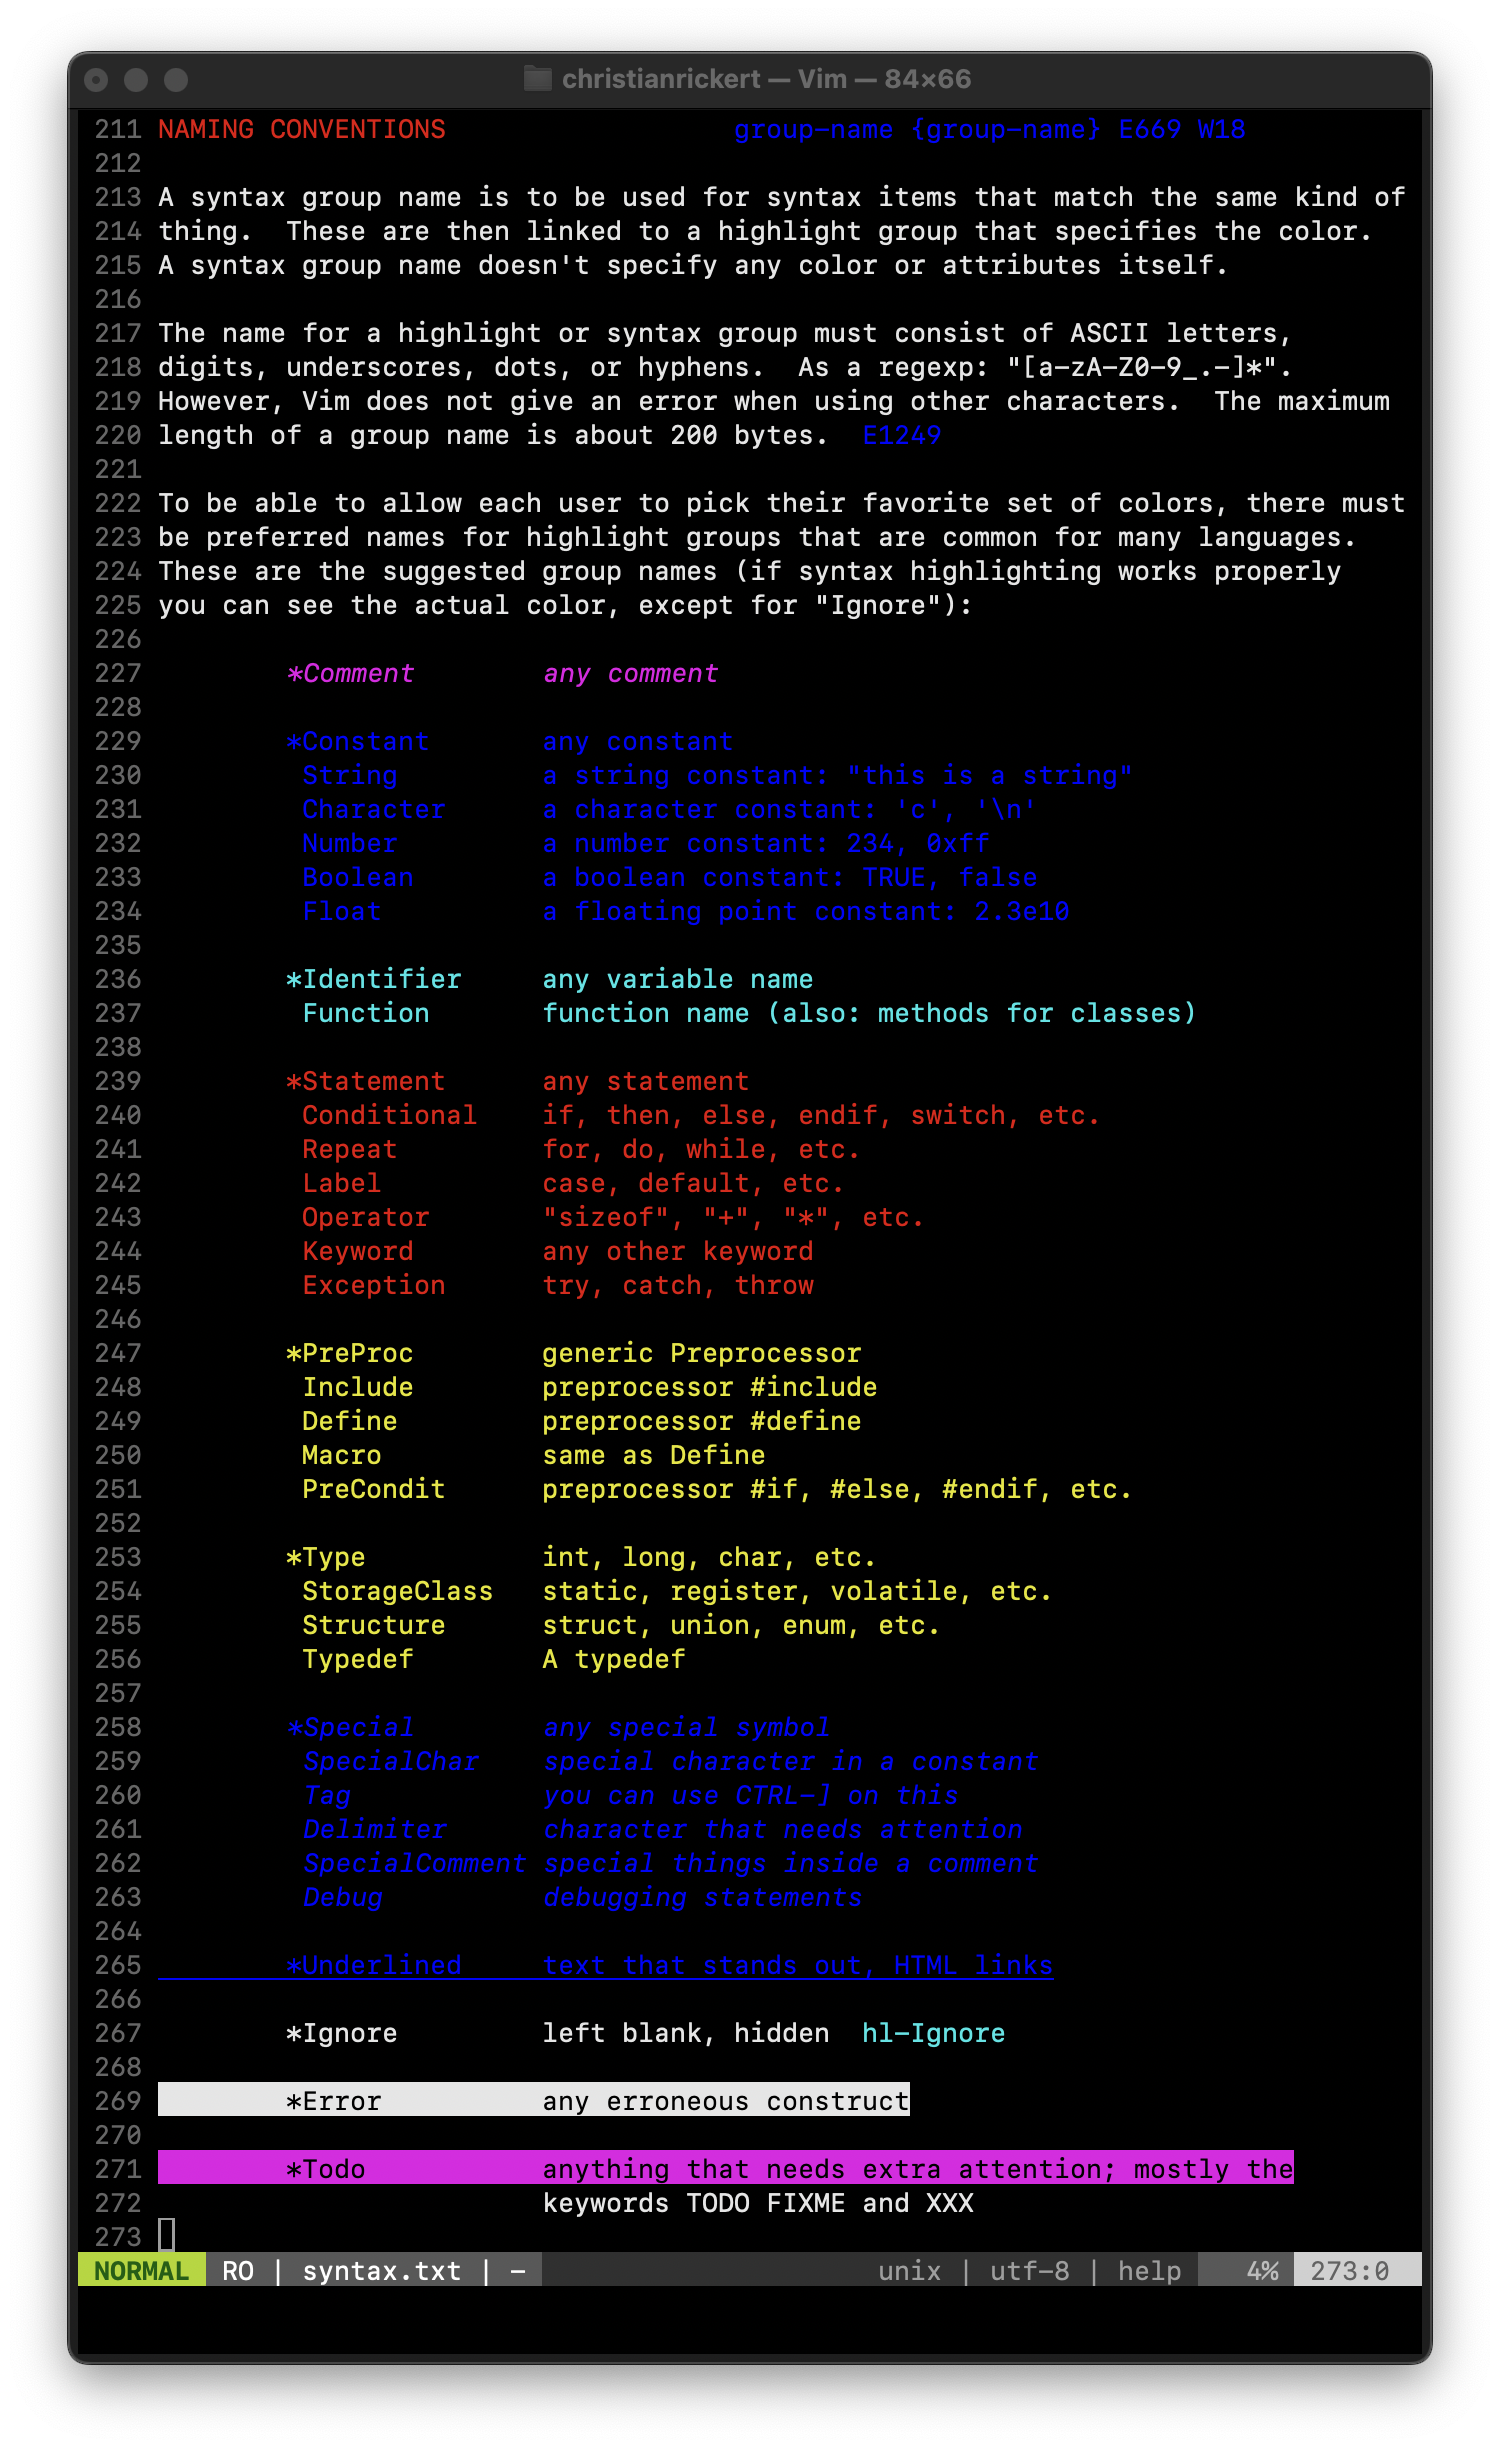 christianrickert — Vim — 84×66
211 NAMING CONVENTIONS                  group-name {group-name} E669 W18
212
213 A syntax group name is to be used for syntax items that match the same kind of
214 thing.  These are then linked to a highlight group that specifies the color.
215 A syntax group name doesn't specify any color or attributes itself.
216
217 The name for a highlight or syntax group must consist of ASCII letters,
218 digits, underscores, dots, or hyphens.  As a regexp: "[a-zA-Z0-9_.-]*".
219 However, Vim does not give an error when using other characters.  The maximum
220 length of a group name is about 200 bytes.  E1249
221
222 To be able to allow each user to pick their favorite set of colors, there must
223 be preferred names for highlight groups that are common for many languages.
224 These are the suggested group names (if syntax highlighting works properly
225 you can see the actual color, except for "Ignore"):
226
227         *Comment        any comment
228
229         *Constant       any constant
230          String         a string constant: "this is a string"
231          Character      a character constant: 'c', '\n'
232          Number         a number constant: 234, 0xff
233          Boolean        a boolean constant: TRUE, false
234          Float          a floating point constant: 2.3e10
235
236         *Identifier     any variable name
237          Function       function name (also: methods for classes)
238
239         *Statement      any statement
240          Conditional    if, then, else, endif, switch, etc.
241          Repeat         for, do, while, etc.
242          Label          case, default, etc.
243          Operator       "sizeof", "+", "*", etc.
244          Keyword        any other keyword
245          Exception      try, catch, throw
246
247         *PreProc        generic Preprocessor
248          Include        preprocessor #include
249          Define         preprocessor #define
250          Macro          same as Define
251          PreCondit      preprocessor #if, #else, #endif, etc.
252
253         *Type           int, long, char, etc.
254          StorageClass   static, register, volatile, etc.
255          Structure      struct, union, enum, etc.
256          Typedef        A typedef
257
258         *Special        any special symbol
259          SpecialChar    special character in a constant
260          Tag            you can use CTRL-] on this
261          Delimiter      character that needs attention
262          SpecialComment special things inside a comment
263          Debug          debugging statements
264
265         *Underlined     text that stands out, HTML links
266
267         *Ignore         left blank, hidden  hl-Ignore
268
269         *Error          any erroneous construct
270
271         *Todo           anything that needs extra attention; mostly the
272                         keywords TODO FIXME and XXX
273
NORMAL  RO | syntax.txt | -                      unix | utf-8 | help    4%  273:0